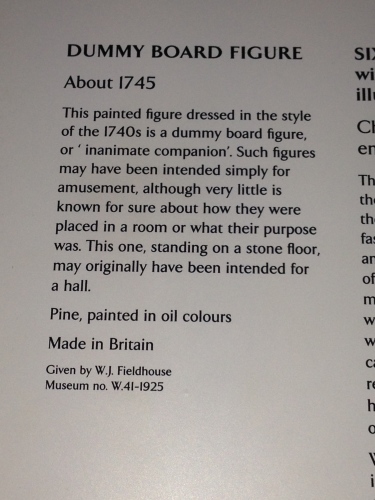 DUMMY BOARD FIGURE
About 1745
This painted figure dressed in the style
of the 1740s is a dummy board figure,
or ‘ inanimate companion’. Such figures
may have been intended simply for
amusement, although very little is
known for sure about how they were
placed in a room or what their purpose
was. This one, standing on a stone floor,
may originally have been intended for
a hall.
Pine, painted in oil colours
Made in Britain
Given by W.J. Fieldhouse
Museum no. W.41-1925